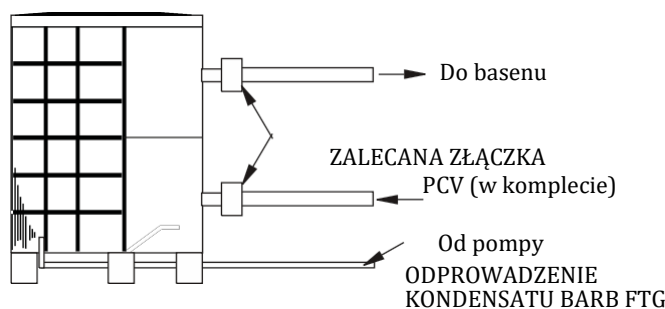 Do basenu
ZALECANA ZŁĄCZKA
PCV (w komplecie)
Od pompy
ODPROWADZENIE
KONDENSATU BARB FTG